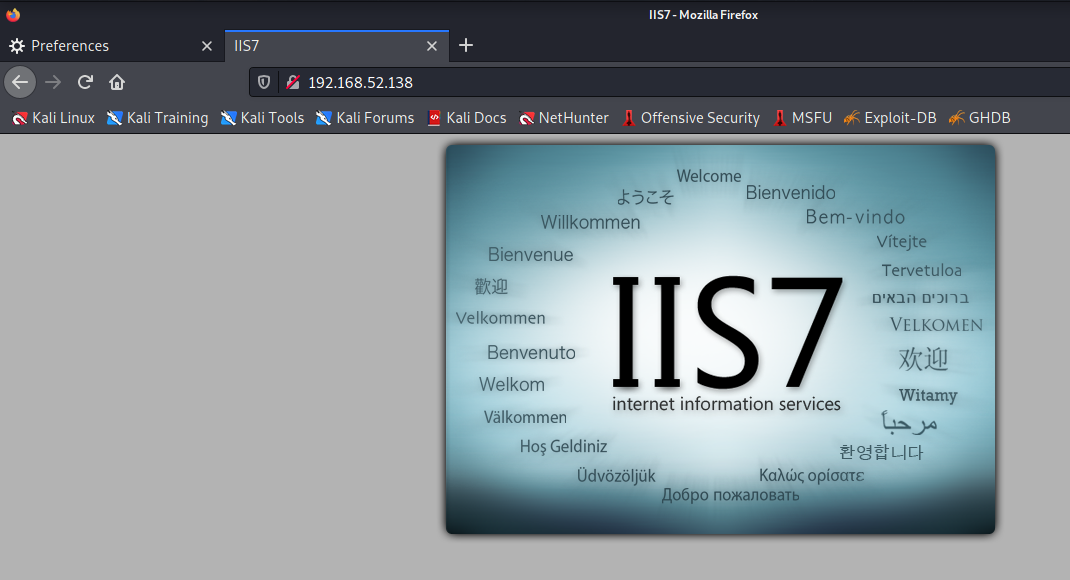 IIS7 - Mozilla Firefox
Preferences
IIS7
192.168.52.138
Kali Linux Kali Training Kali Tools Kali Forums Kali Docs NetHunter Offensive Security MSFU Exploit-DB GHDB
Welcome
ようこそ
Bienvenido
Willkommen
Bem-vindo
Vítejte
Bienvenue
Tervetuloa
歡迎
ברוכים הבאים
Velkommen
VELKOMEN
Benvenuto
欢迎
Welkom
Witamy
Välkommen
مرحباً
Hoş Geldiniz
환영합니다
Üdvözöljük
Καλώς ορίσατε
Добро пожаловать
IIS7
internet information services